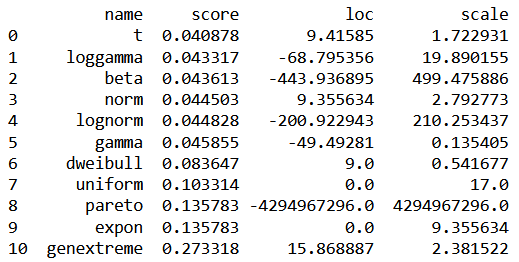 name score loc scale
0 t 0.040878 9.41585 1.722931
1 loggamma 0.043317 -68.795356 19.890155
2 beta 0.043613 -443.936895 499.475886
3 norm 0.044503 9.355634 2.792773
4 lognorm 0.044828 -200.922943 210.253437
5 gamma 0.045855 -49.49281 0.135405
6 dweibull 0.083647 9.0 0.541677
7 uniform 0.103314 0.0 17.0
8 pareto 0.135783 -4294967296.0 4294967296.0
9 expon 0.135783 0.0 9.355634
10 genextreme 0.273318 15.868887 2.381522